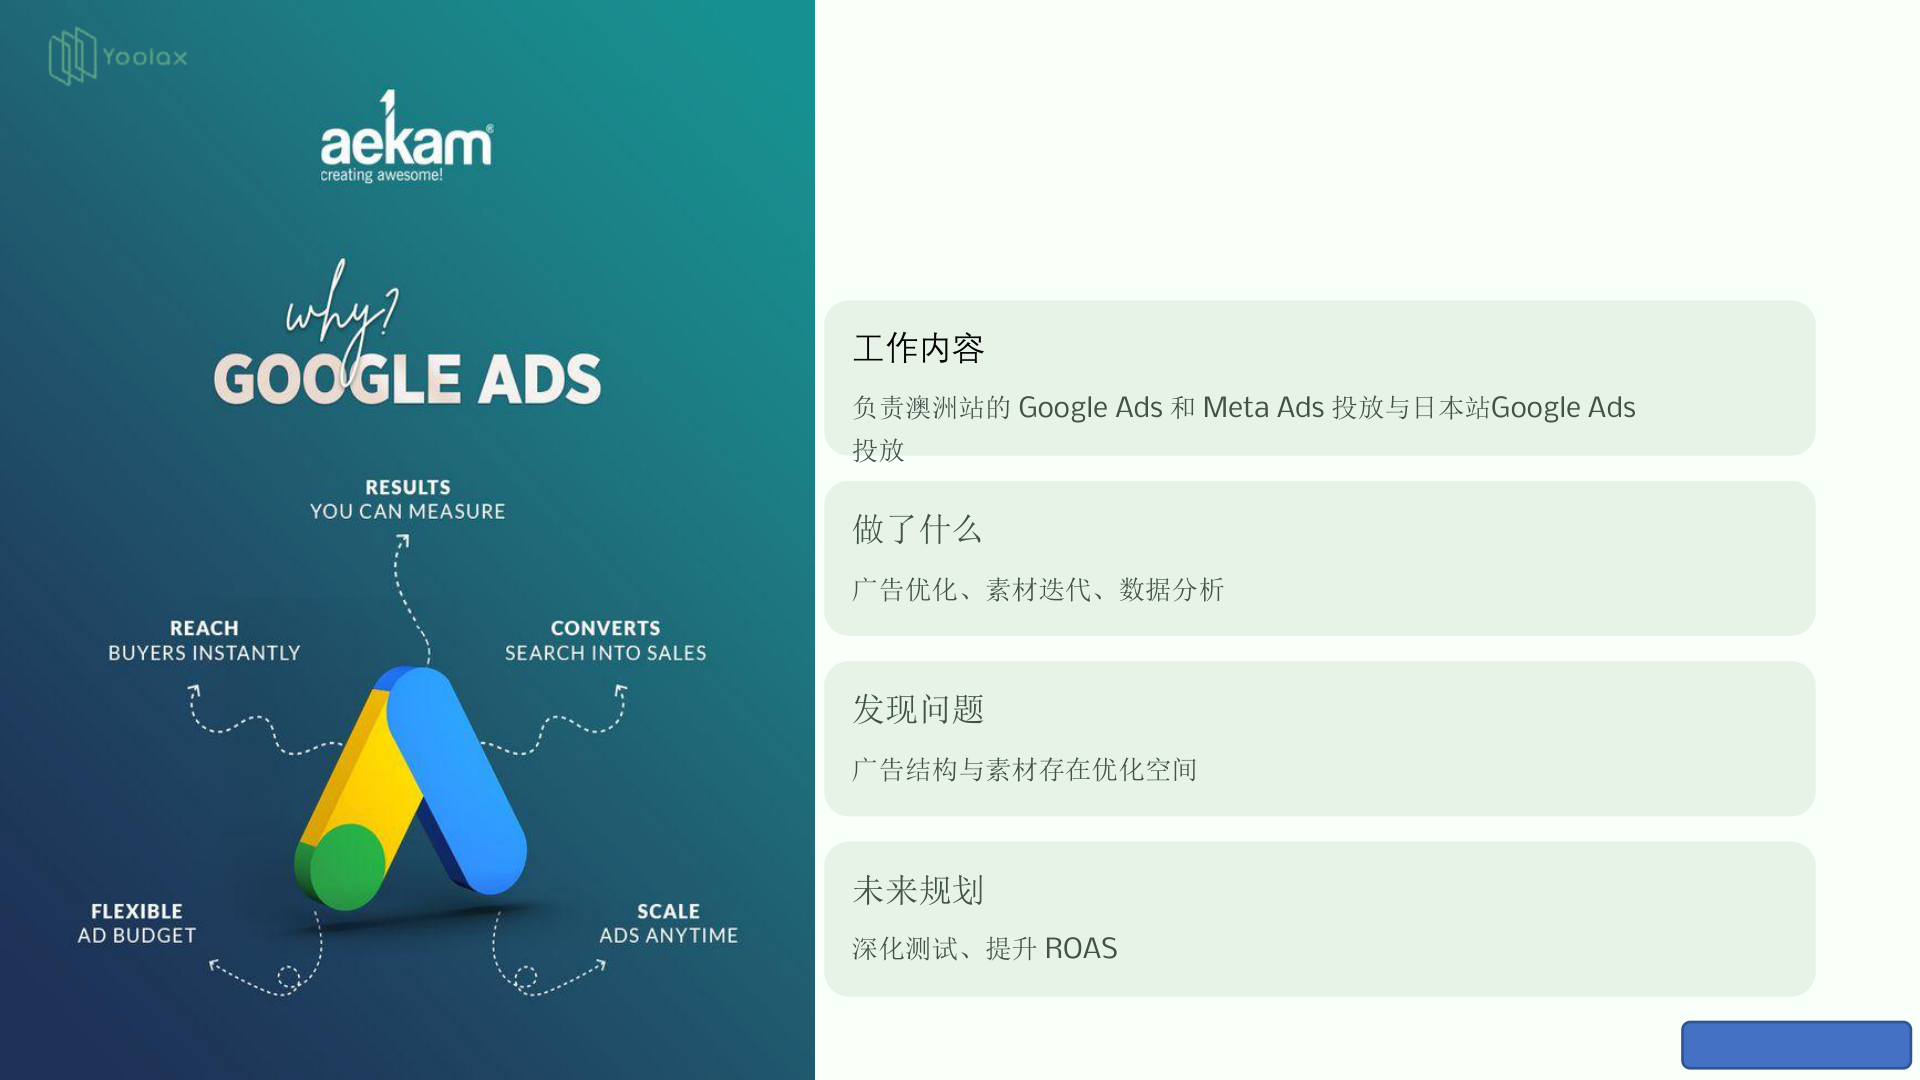 Yoolax
aekam®
creating awesome!
why?
GOOGLE ADS
RESULTS
YOU CAN MEASURE
REACH
BUYERS INSTANTLY
CONVERTS
SEARCH INTO SALES
FLEXIBLE
AD BUDGET
SCALE
ADS ANYTIME
工作内容
负责澳洲站的 Google Ads 和 Meta Ads 投放与日本站Google Ads
投放
做了什么
广告优化、素材迭代、数据分析
发现问题
广告结构与素材存在优化空间
未来规划
深化测试、提升 ROAS